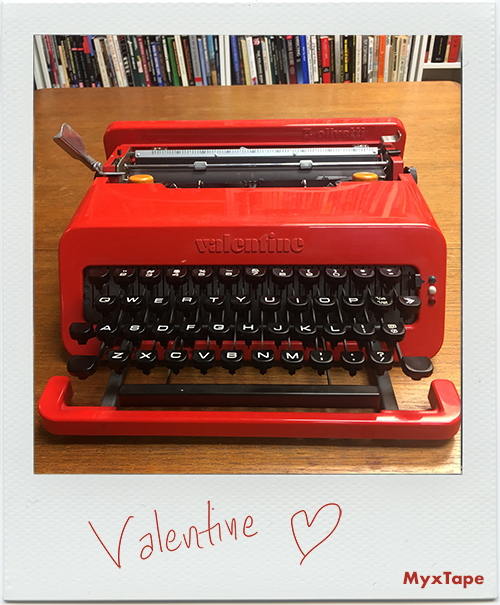 olivetti
valentine
Q W E R T Y U I O P
A S D F G H J K L
Z X C V B N M
Valentine ♡
MyxTape